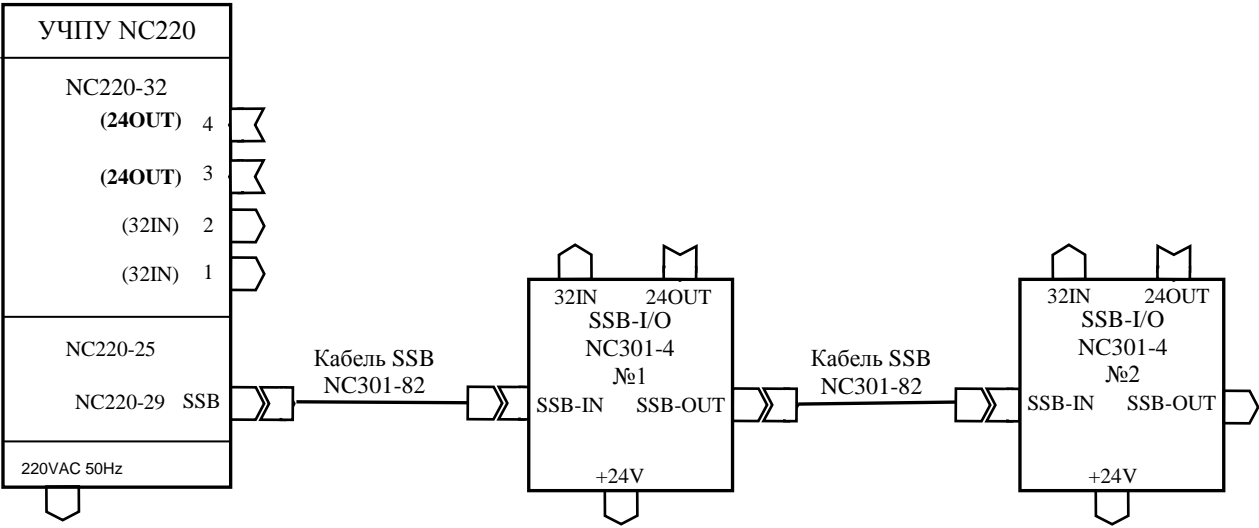 УЧПУ NC220
NC220-32
(24OUT) 4
(24OUT) 3
(32IN) 2
(32IN) 1
NC220-25
NC220-29 SSB
220VAC 50Hz
Кабель SSB
NC301-82
32IN 24OUT
SSB-I/O
NC301-4
№1
SSB-IN SSB-OUT
+24V
Кабель SSB
NC301-82
32IN 24OUT
SSB-I/O
NC301-4
№2
SSB-IN SSB-OUT
+24V